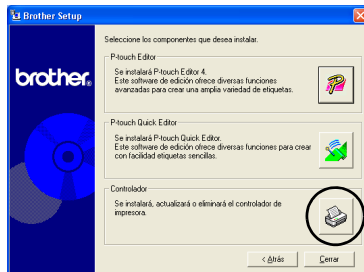 Brother Setup
Seleccione los componentes que desea instalar.
P-touch Editor
Se instalará P-touch Editor 4.
Este software de edición ofrece diversas funciones
avanzadas para crear una amplia variedad de etiquetas.
brother.
P-touch Quick Editor
Se instalará P-touch Quick Editor.
Este software de edición ofrece diversas funciones para crear
con facilidad etiquetas sencillas.
Controlador
Se instalará, actualizará o eliminará el controlador de
impresora.
< Atrás
Cerrar